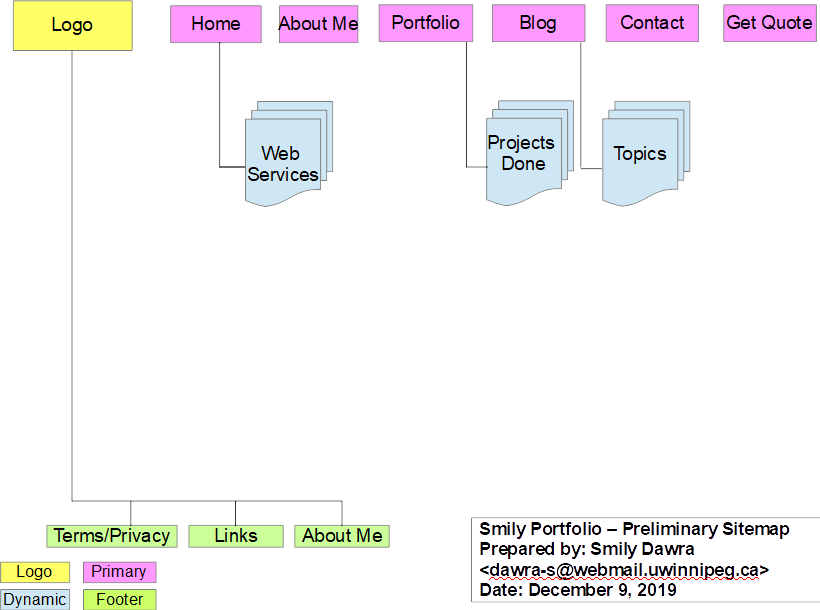 Logo
Home
About Me
Portfolio
Blog
Contact
Get Quote
Web
Services
Projects
Done
Topics
Terms/Privacy
Links
About Me
Logo
Primary
Dynamic
Footer
Smily Portfolio – Preliminary Sitemap
Prepared by: Smily Dawra
<dawra-s@webmail.uwinnipeg.ca>
Date: December 9, 2019